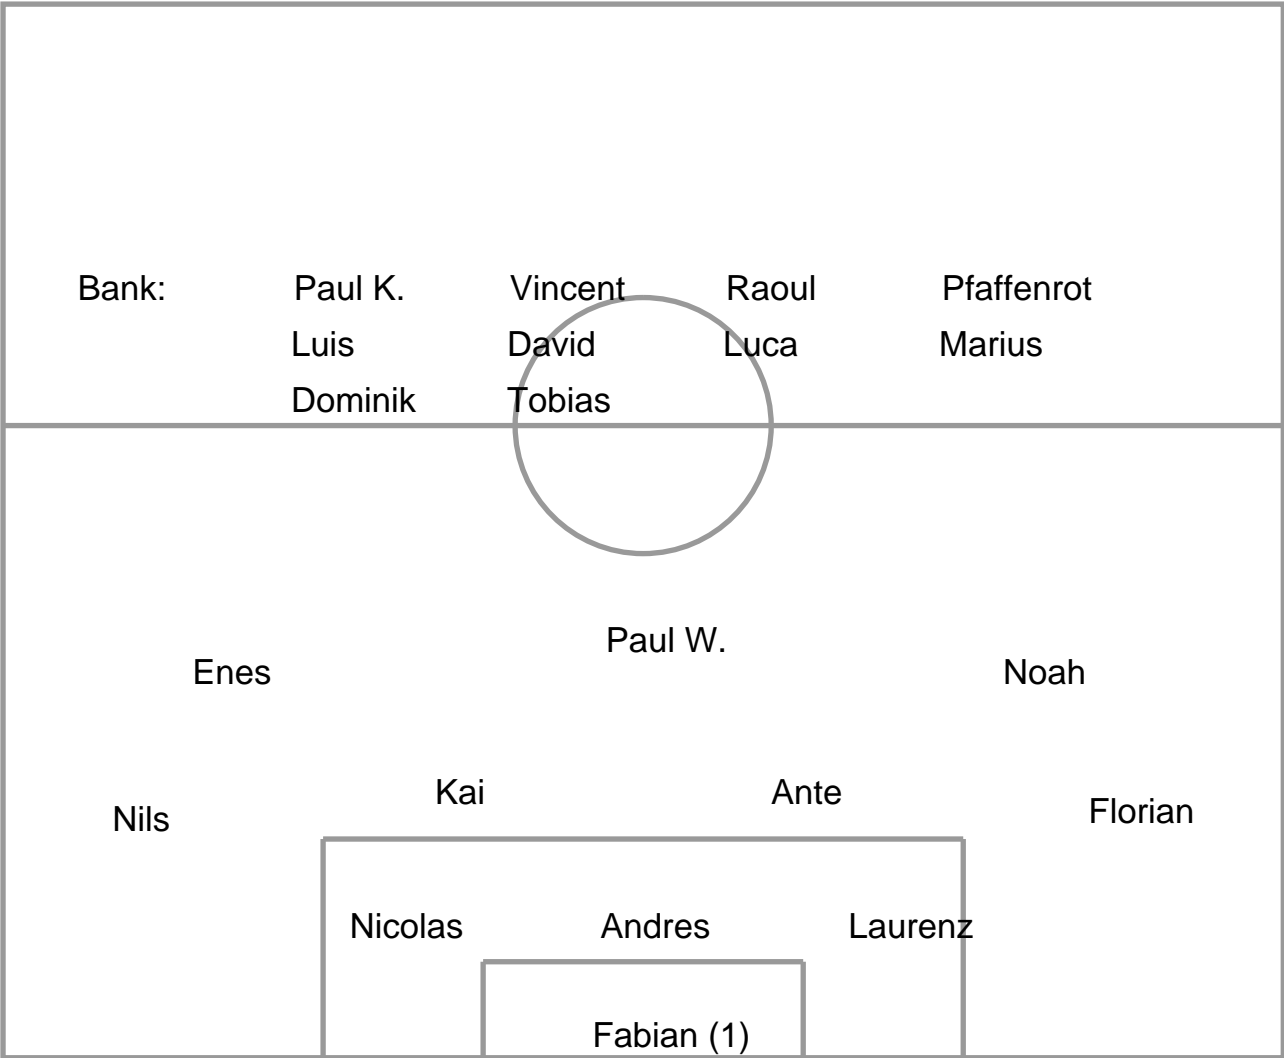 Bank: Paul K. Vincent Raoul Pfaffenrot
Luis David Luca Marius
Dominik Tobias
Paul W.
Enes Noah
Kai Ante
Nils Florian
Nicolas Andres Laurenz
Fabian (1)